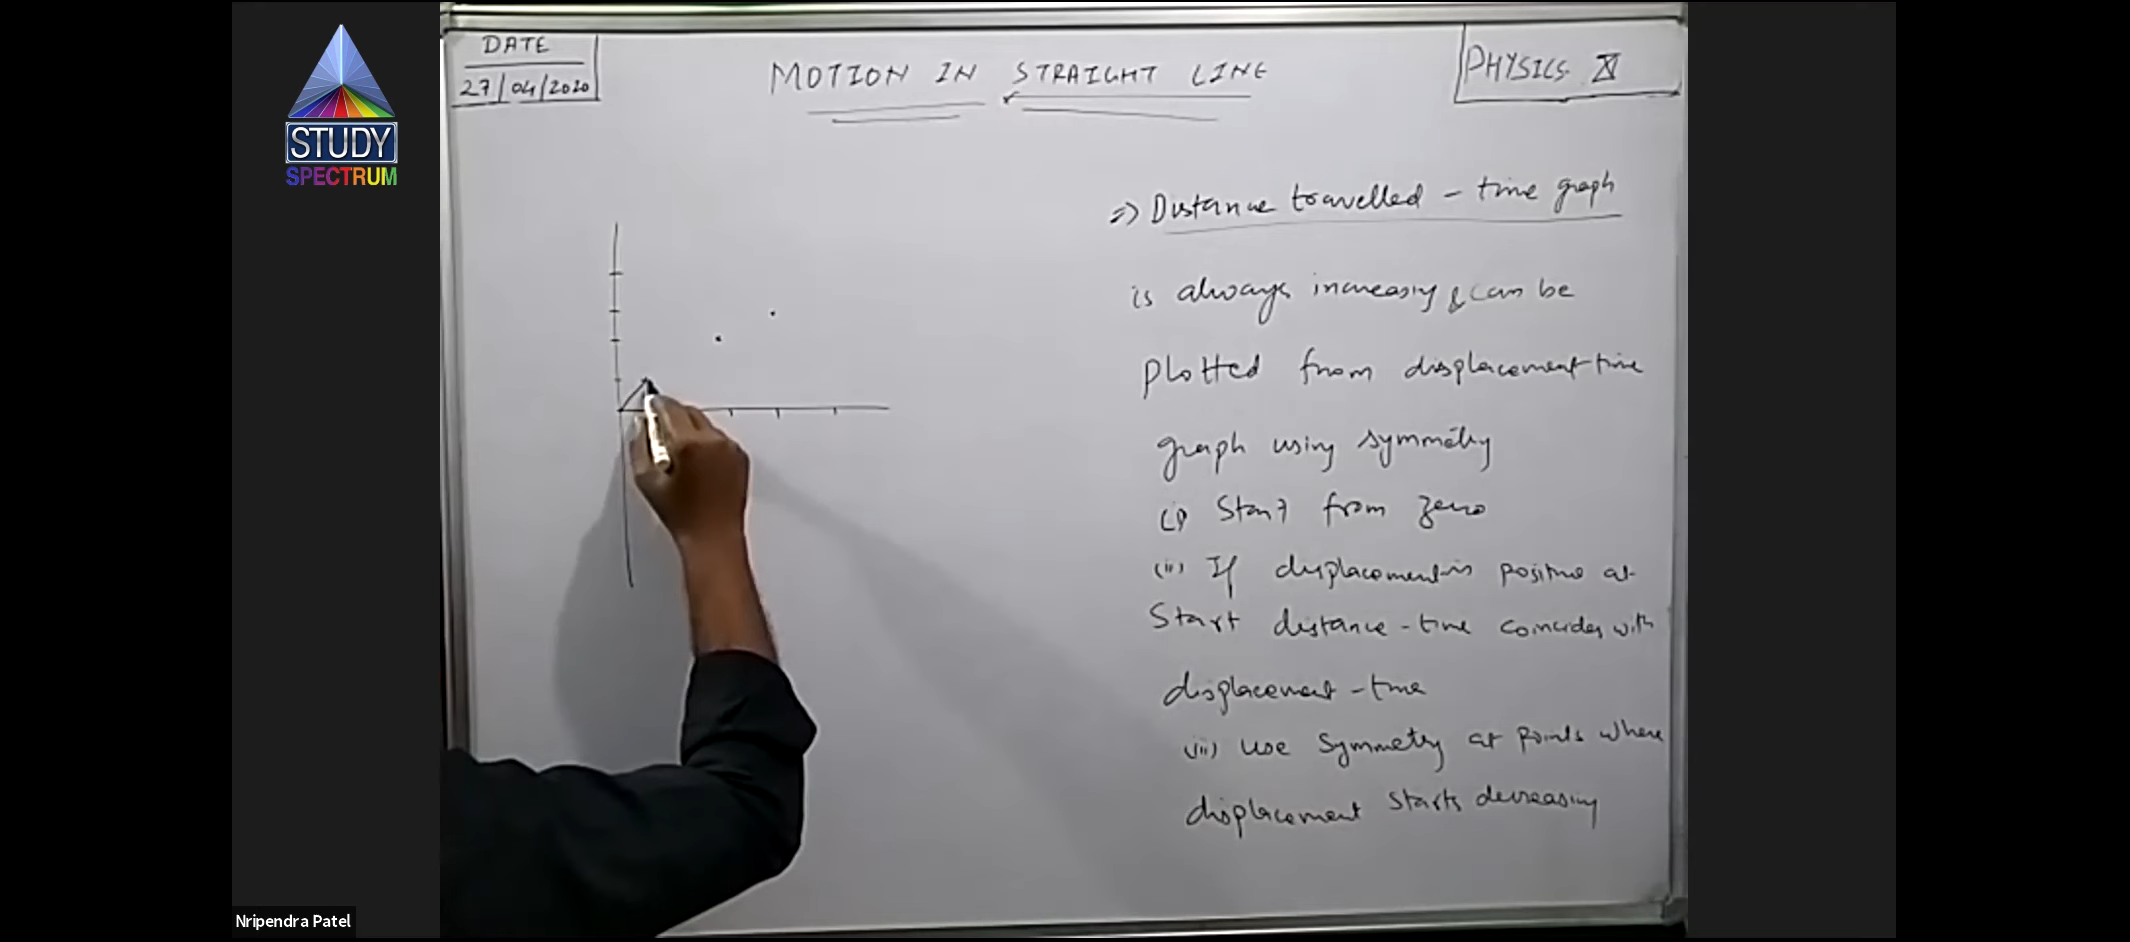 DATE
27/04/2020
MOTION IN STRAIGHT LINE
PHYSICS XI
STUDY
SPECTRUM
=> Distance travelled - time graph
is always increasing & can be
plotted from displacement-time
graph using symmetry
(i) Start from zero
(ii) If displacement is positive at
Start distance-time coincides with
displacement-time
(iii) use symmetry at points where
displacement starts decreasing
Nripendra Patel